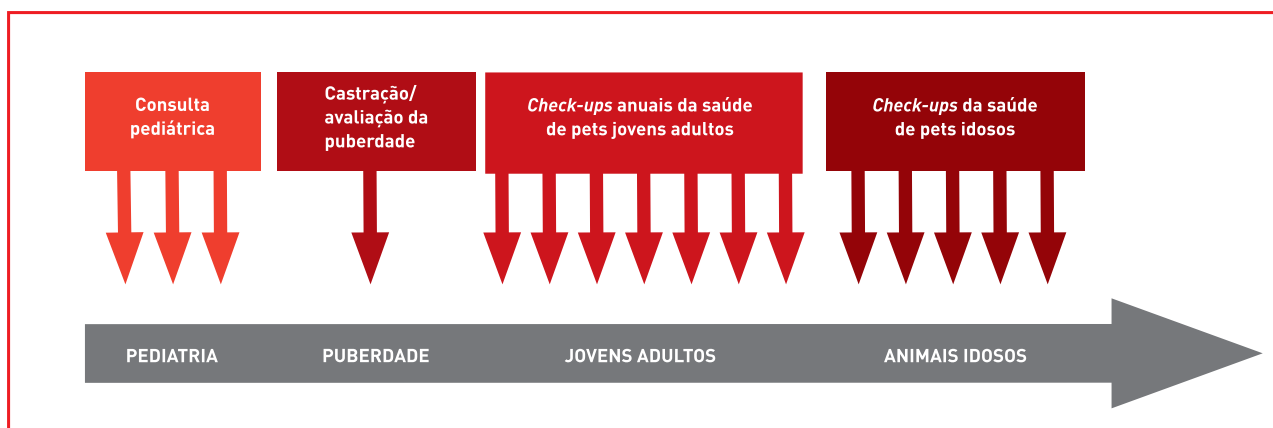 Consulta
pediátrica
Castração/
avaliação da
puberdade
Check-ups anuais da saúde
de pets jovens adultos
Check-ups da saúde
de pets idosos
PEDIATRIA
PUBERDADE
JOVENS ADULTOS
ANIMAIS IDOSOS